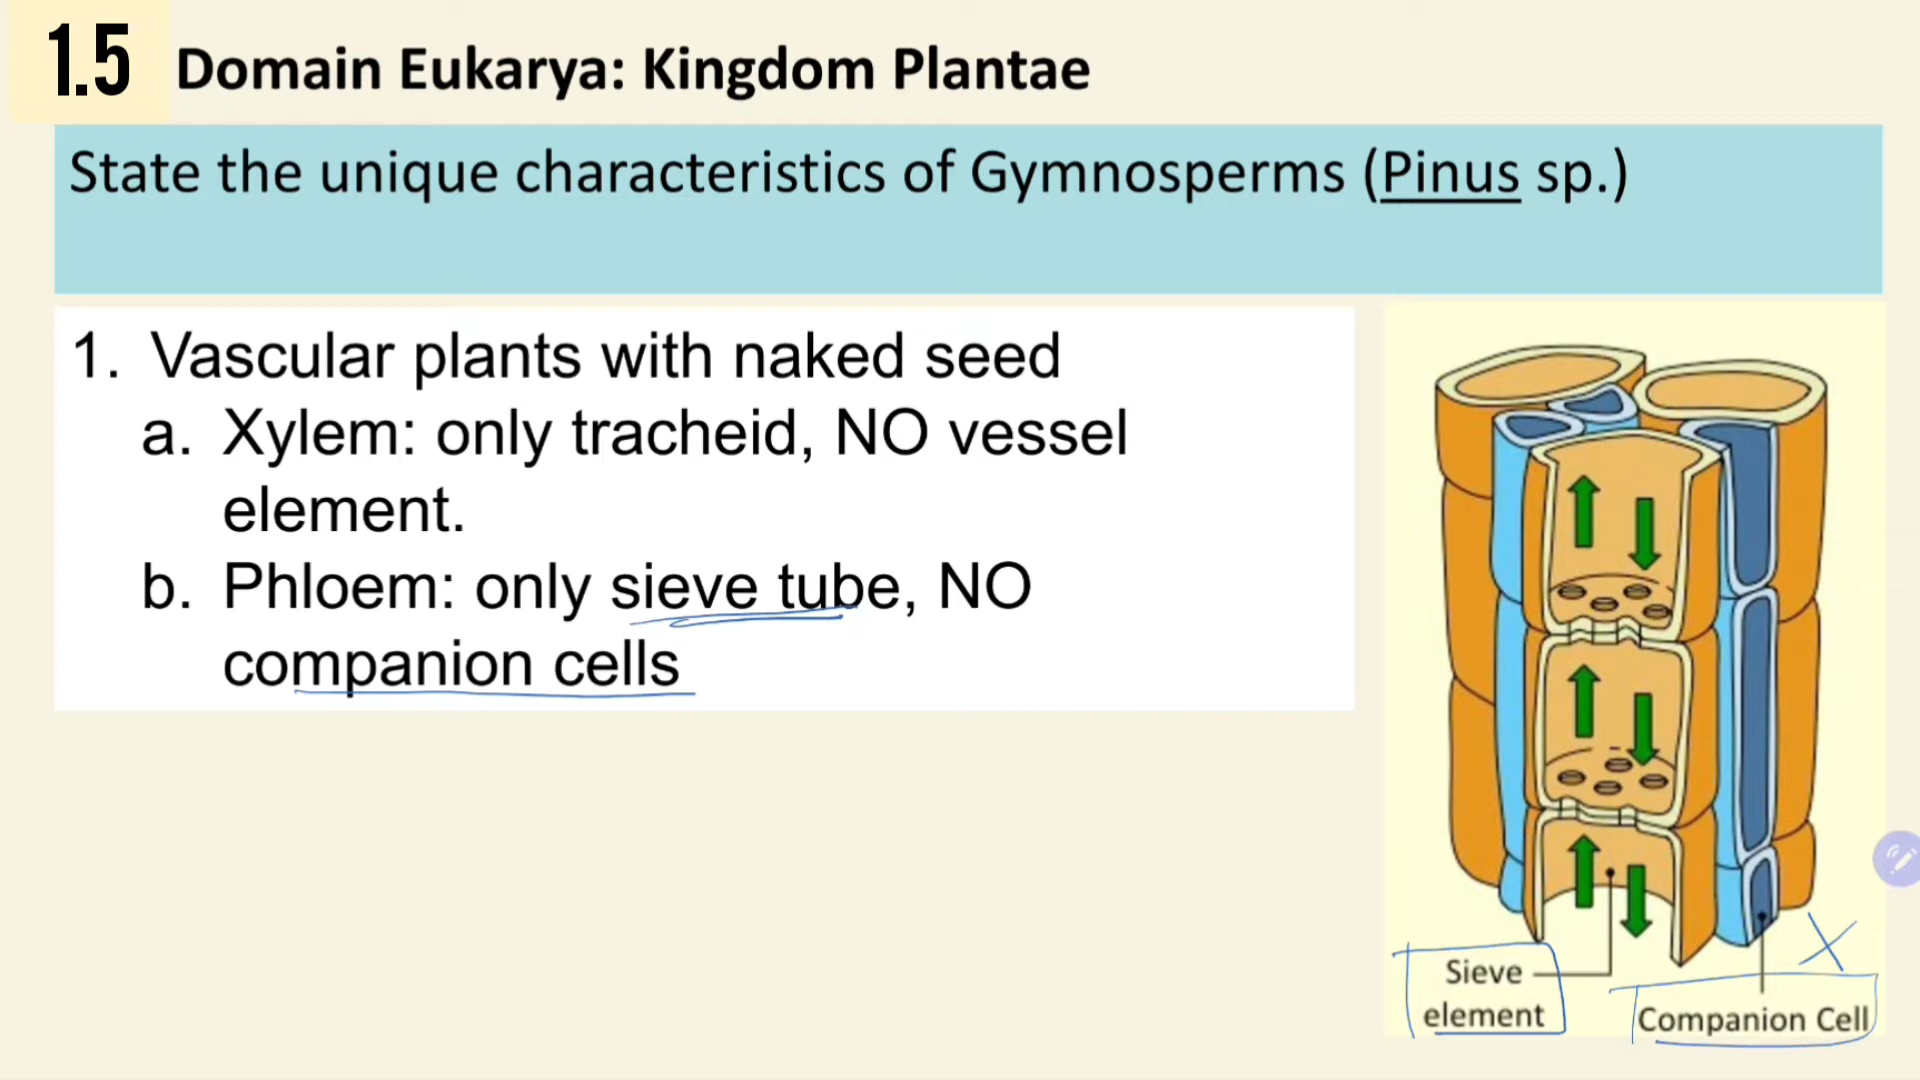 1.5 Domain Eukarya: Kingdom Plantae
State the unique characteristics of Gymnosperms (Pinus sp.)
1. Vascular plants with naked seed
a. Xylem: only tracheid, NO vessel
element.
b. Phloem: only sieve tube, NO
companion cells
Sieve
element
X
Companion Cell